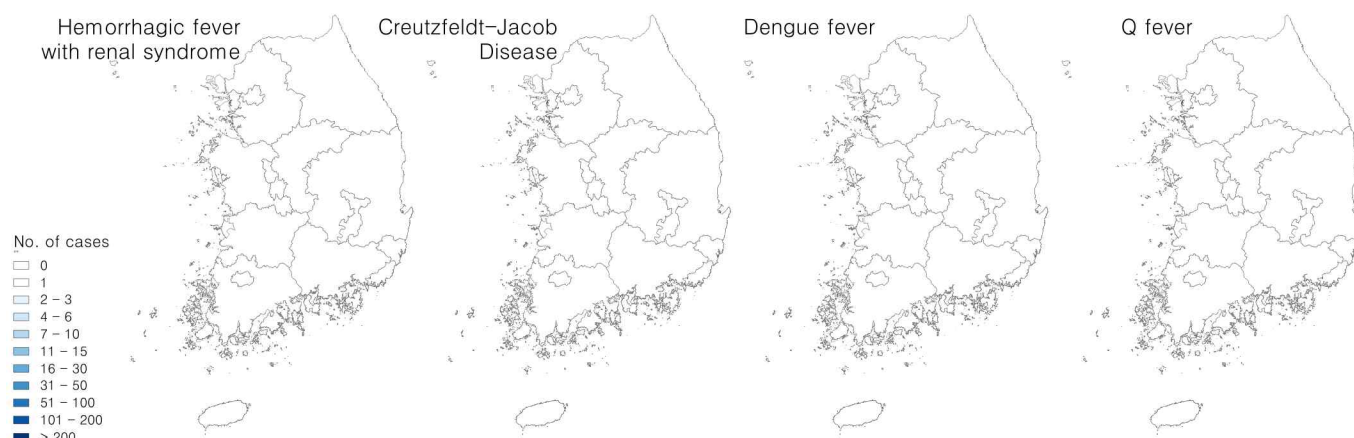 Hemorrhagic fever
with renal syndrome
Creutzfeldt-Jacob
Disease
Dengue fever
Q fever
No. of cases
0
1
2 - 3
4 - 6
7 - 10
11 - 15
16 - 30
31 - 50
51 - 100
101 - 200
> 200